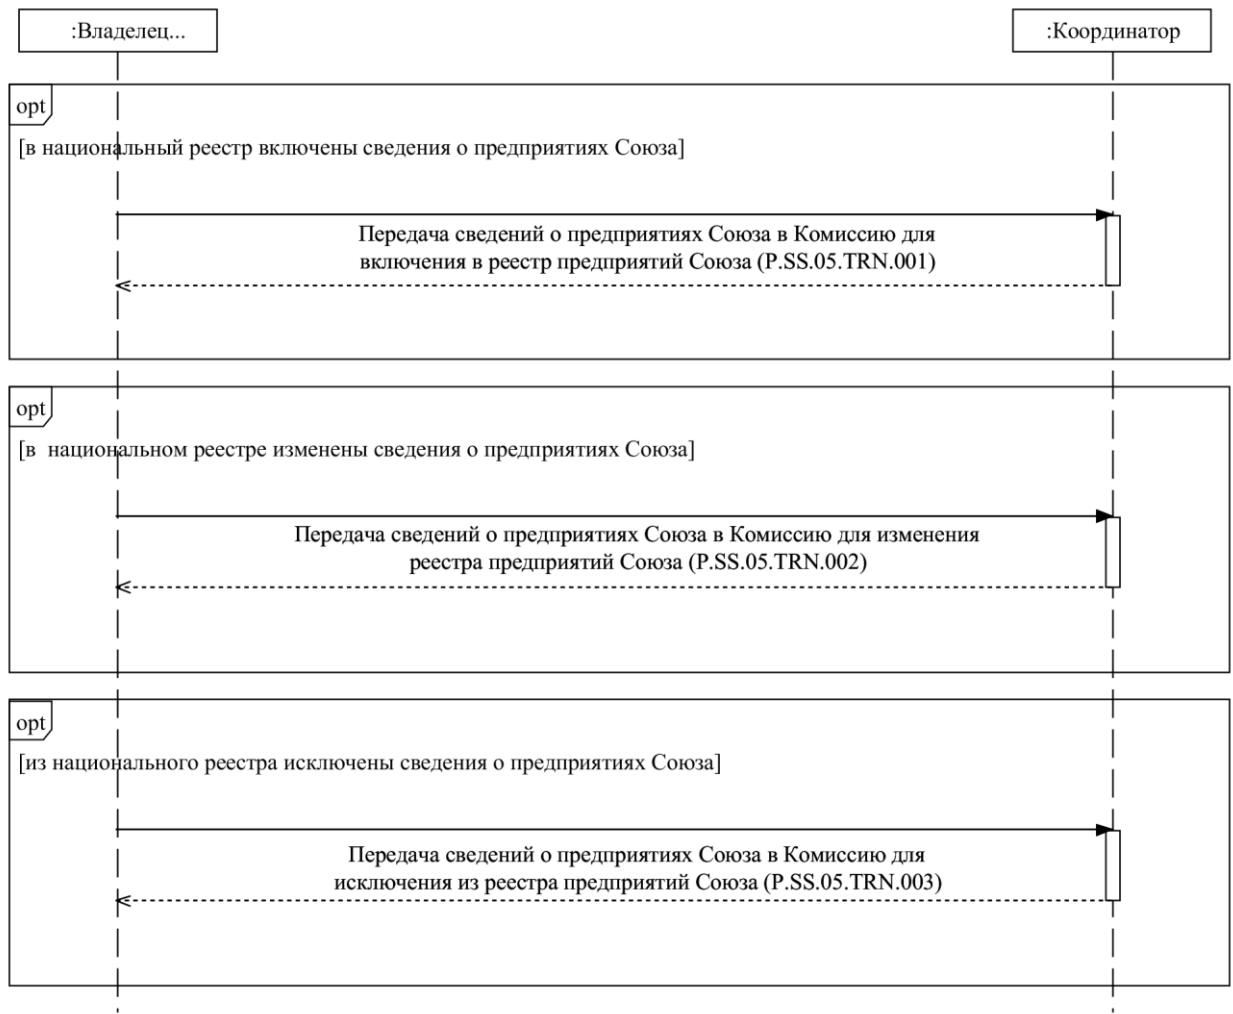 :Владелец...
:Координатор
opt
[в национальный реестр включены сведения о предприятиях Союза]
Передача сведений о предприятиях Союза в Комиссию для
включения в реестр предприятий Союза (P.SS.05.TRN.001)
opt
[в  национальном реестре изменены сведения о предприятиях Союза]
Передача сведений о предприятиях Союза в Комиссию для изменения
реестра предприятий Союза (P.SS.05.TRN.002)
opt
[из национального реестра исключены сведения о предприятиях Союза]
Передача сведений о предприятиях Союза в Комиссию для
исключения из реестра предприятий Союза (P.SS.05.TRN.003)